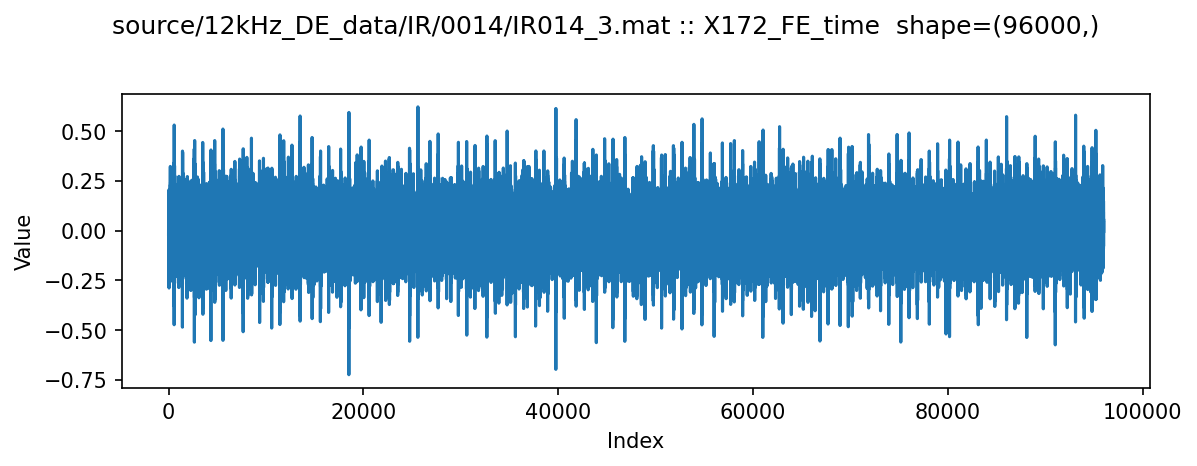 source/12kHz_DE_data/IR/0014/IR014_3.mat :: X172_FE_time  shape=(96000,)
0.50
0.25
0.00
−0.25
−0.50
−0.75
Value
0 20000 40000 60000 80000 100000
Index